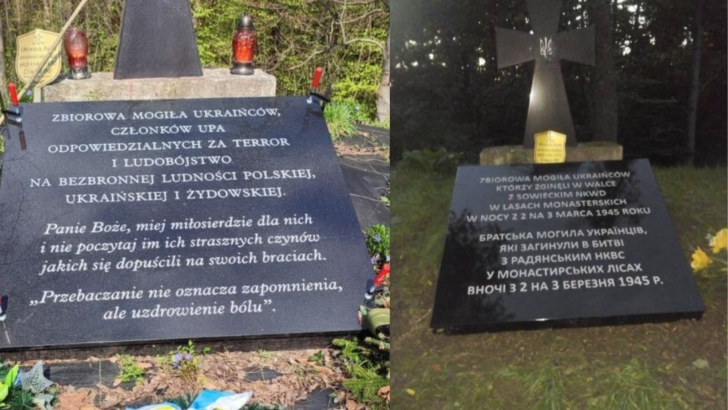 ZBIOROWA MOGIŁA UKRAIŃCÓW,
CZŁONKÓW UPA
ODPOWIEDZIALNYCH ZA TERROR
I LUDOBÓJSTWO
NA BEZBRONNEJ LUDNOŚCI POLSKIEJ,
UKRAIŃSKIEJ I ŻYDOWSKIEJ.
Panie Boże, miej miłosierdzie dla nich
i nie poczytaj im ich strasznych czynów
jakich się dopuścili na swoich braciach.
„Przebaczanie nie oznacza zapomnienia,
ale uzdrowienie bólu”.
ZBIOROWA MOGIŁA UKRAIŃCÓW
KTÓRZY ZGINĘLI W WALCE
Z SOWIECKIM NKWD
W LASACH MONASTERSKICH
W NOCY Z 2 NA 3 MARCA 1945 ROKU
БРАТСЬКА МОГИЛА УКРАЇНЦІВ,
ЯКІ ЗАГИНУЛИ В БИТВІ
З РАДЯНСЬКИМ НКВС
У МОНАСТИРСЬКИХ ЛІСАХ
ВНОЧІ З 2 НА 3 БЕРЕЗНЯ 1945 Р.